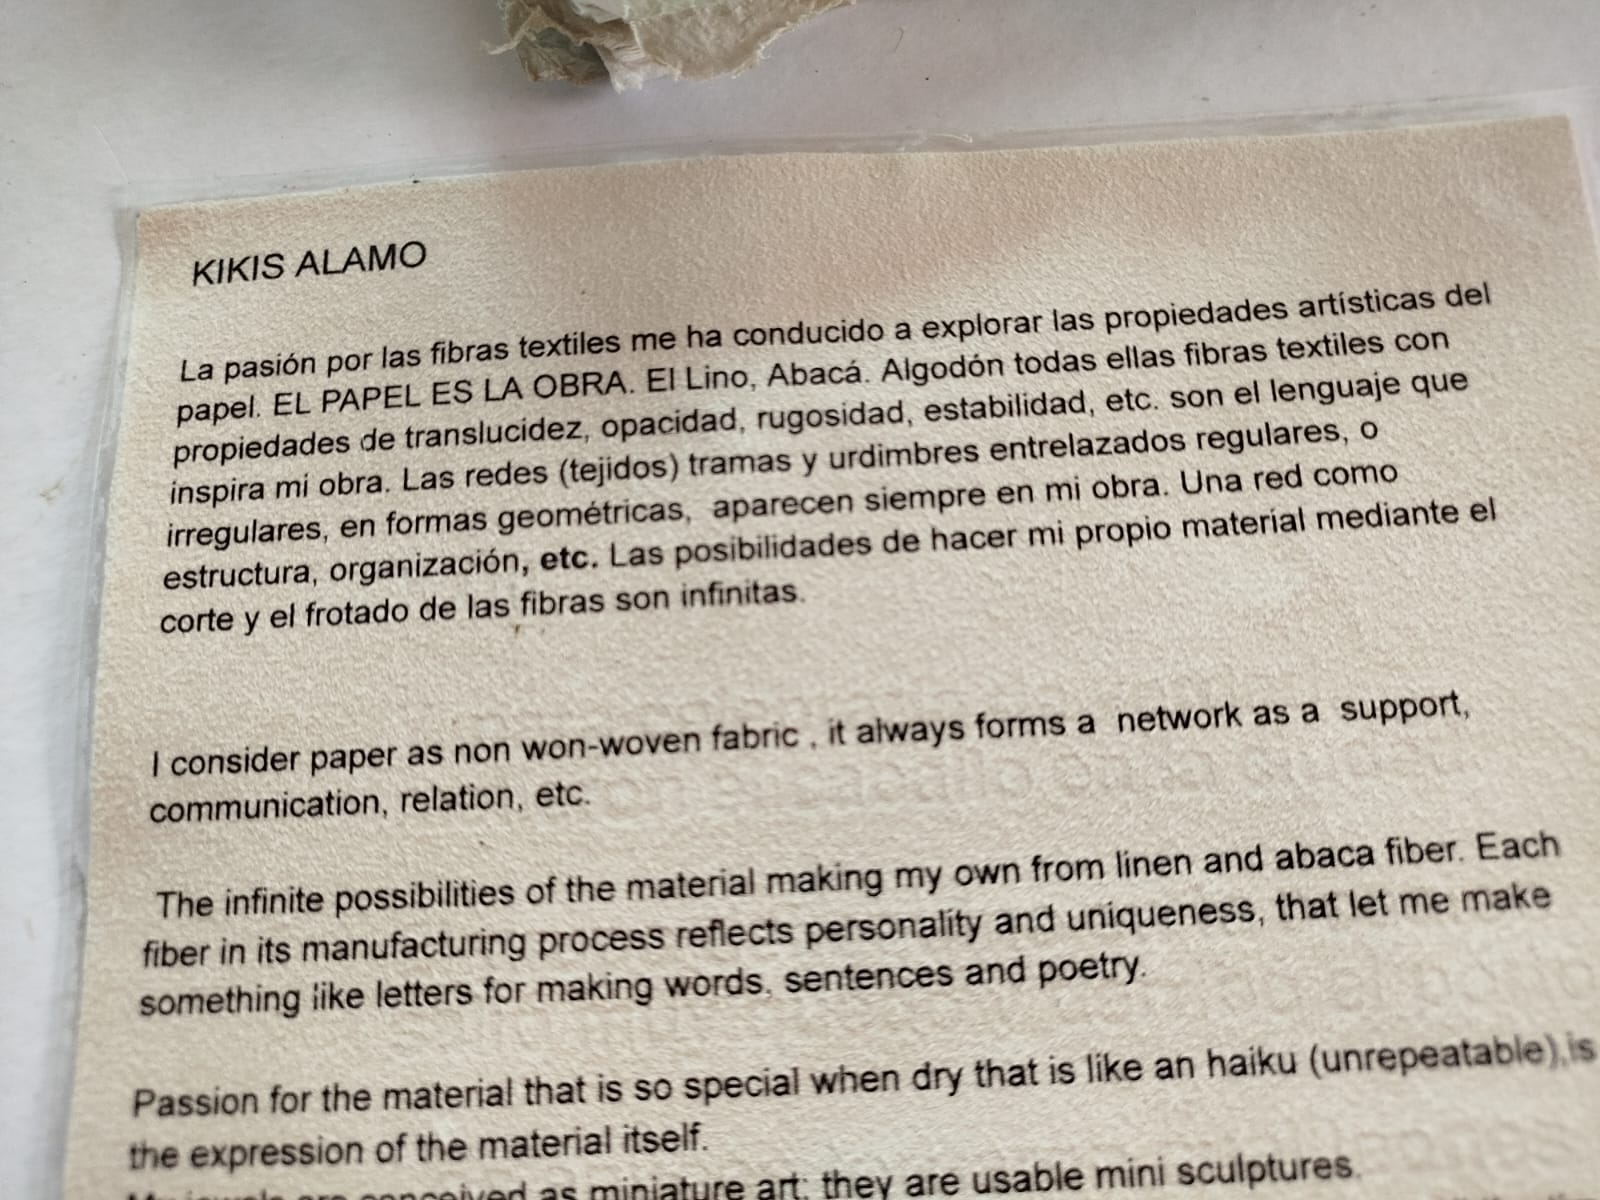 KIKIS ALAMO
La pasión por las fibras textiles me ha conducido a explorar las propiedades artísticas del
papel. EL PAPEL ES LA OBRA. El Lino, Abacá. Algodón todas ellas fibras textiles con
propiedades de translucidez, opacidad, rugosidad, estabilidad, etc. son el lenguaje que
inspira mi obra. Las redes (tejidos) tramas y urdimbres entrelazados regulares, o
irregulares, en formas geométricas, aparecen siempre en mi obra. Una red como
estructura, organización, etc. Las posibilidades de hacer mi propio material mediante el
corte y el frotado de las fibras son infinitas.
I consider paper as non won-woven fabric , it always forms a network as a support,
communication, relation, etc.
The infinite possibilities of the material making my own from linen and abaca fiber. Each
fiber in its manufacturing process reflects personality and uniqueness, that let me make
something like letters for making words, sentences and poetry.
Passion for the material that is so special when dry that is like an haiku (unrepeatable),is
the expression of the material itself.
My jewels are conceived as miniature art; they are usable mini sculptures.